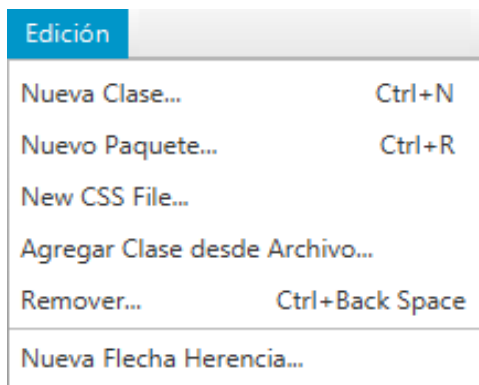 Edición
Nueva Clase... Ctrl+N
Nuevo Paquete... Ctrl+R
New CSS File...
Agregar Clase desde Archivo...
Remover... Ctrl+Back Space
Nueva Flecha Herencia...